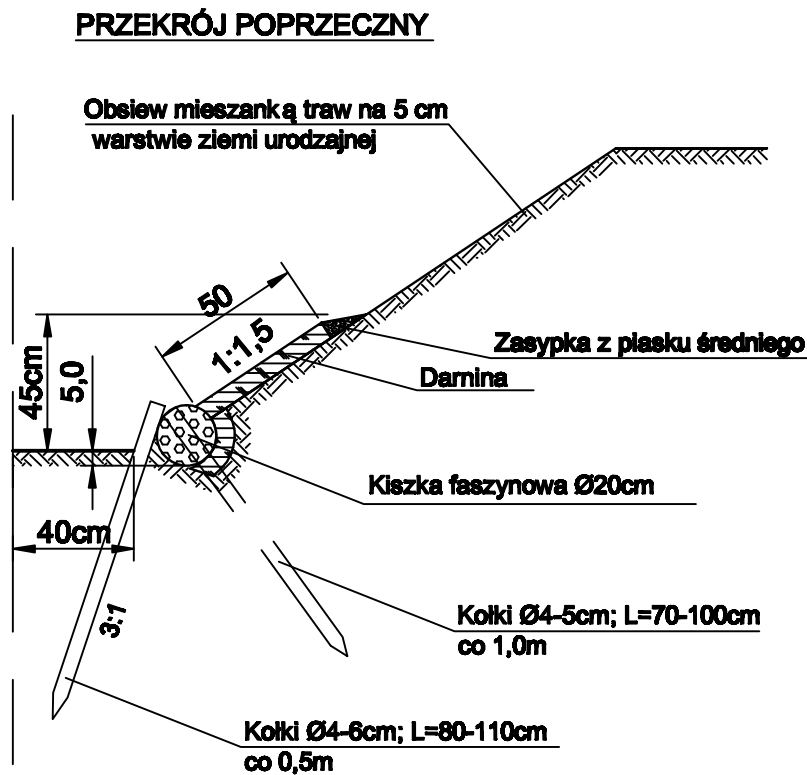 PRZEKRÓJ POPRZECZNY
Obsiew mieszanką traw na 5 cm
warstwie ziemi urodzajnej
50
1:1,5
45cm
5,0
Zasypka z piasku średniego
Darnina
Kiszka faszynowa Ø20cm
40cm
3:1
Kołki Ø4-5cm; L=70-100cm
co 1,0m
Kołki Ø4-6cm; L=80-110cm
co 0,5m